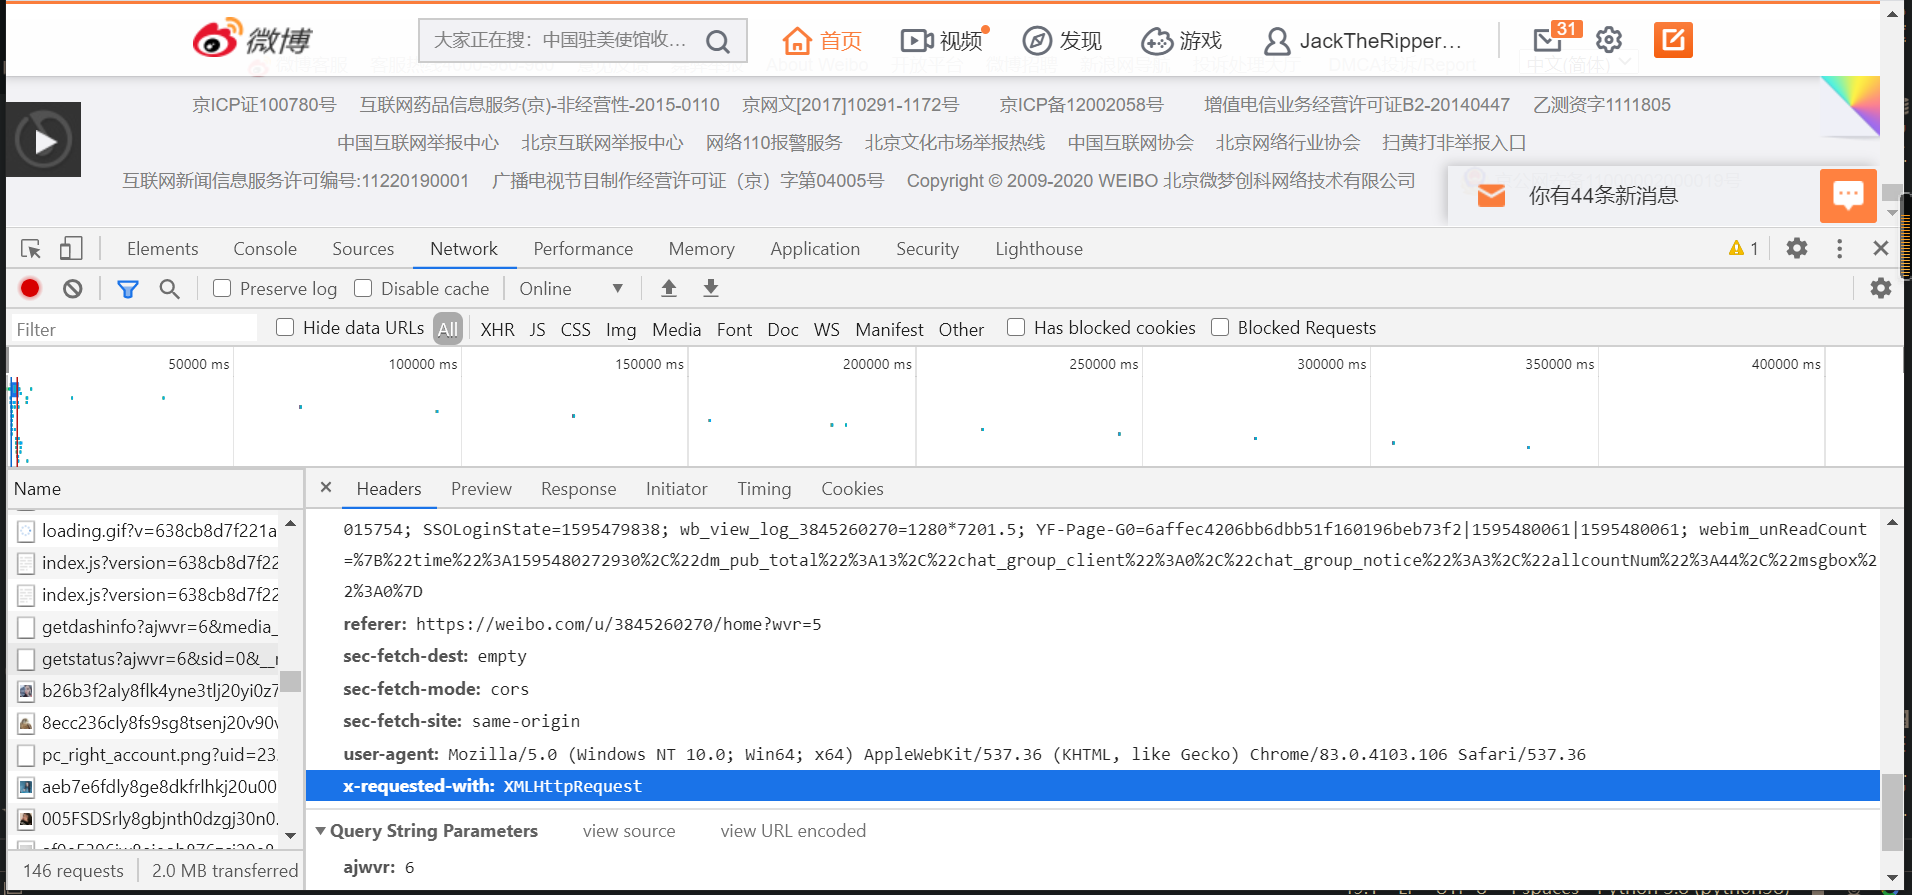 微博
大家正在搜: 中国驻美使馆收...
首页
视频
发现
游戏
JackTheRipper...
31
京ICP证100780号 互联网药品信息服务(京)-非经营性-2015-0110 京网文[2017]10291-1172号 京ICP备12002058号 增值电信业务经营许可证B2-20140447 乙测资字1111805
中国互联网举报中心 北京互联网举报中心 网络110报警服务 北京文化市场举报热线 中国互联网协会 北京网络行业协会 扫黄打非举报入口
互联网新闻信息服务许可编号:11220190001 广播电视节目制作经营许可证（京）字第04005号 Copyright © 2009-2020 WEIBO 北京微梦创科网络技术有限公司
你有44条新消息
Elements Console Sources Network Performance Memory Application Security Lighthouse 1
Preserve log Disable cache Online
Filter Hide data URLs All XHR JS CSS Img Media Font Doc WS Manifest Other Has blocked cookies Blocked Requests
50000 ms 100000 ms 150000 ms 200000 ms 250000 ms 300000 ms 350000 ms 400000 ms
Name
loading.gif?v=638cb8d7f221a
index.js?version=638cb8d7f22
index.js?version=638cb8d7f22
getdashinfo?ajwvr=6&media_
getstatus?ajwvr=6&sid=0&__r
b26b3f2aly8flk4yne3tlj20yi0z7
8ecc236cly8fs9sg8tsenj20v90v
pc_right_account.png?uid=23
aeb7e6fdly8ge8dkfrlhkj20u00
005FSDSrly8gbjnth0dzgj30n0.
146 requests 2.0 MB transferred
× Headers Preview Response Initiator Timing Cookies
015754; SSOLoginState=1595479838; wb_view_log_3845260270=1280*7201.5; YF-Page-G0=6affec4206bb6dbb51f160196beb73f2|1595480061|1595480061; webim_unReadCount
=%7B%22time%22%3A1595480272930%2C%22dm_pub_total%22%3A13%2C%22chat_group_client%22%3A0%2C%22chat_group_notice%22%3A3%2C%22allcountNum%22%3A44%2C%22msgbox%2
2%3A0%7D
referer: https://weibo.com/u/3845260270/home?wvr=5
sec-fetch-dest: empty
sec-fetch-mode: cors
sec-fetch-site: same-origin
user-agent: Mozilla/5.0 (Windows NT 10.0; Win64; x64) AppleWebKit/537.36 (KHTML, like Gecko) Chrome/83.0.4103.106 Safari/537.36
x-requested-with: XMLHttpRequest
Query String Parameters view source view URL encoded
ajwvr: 6